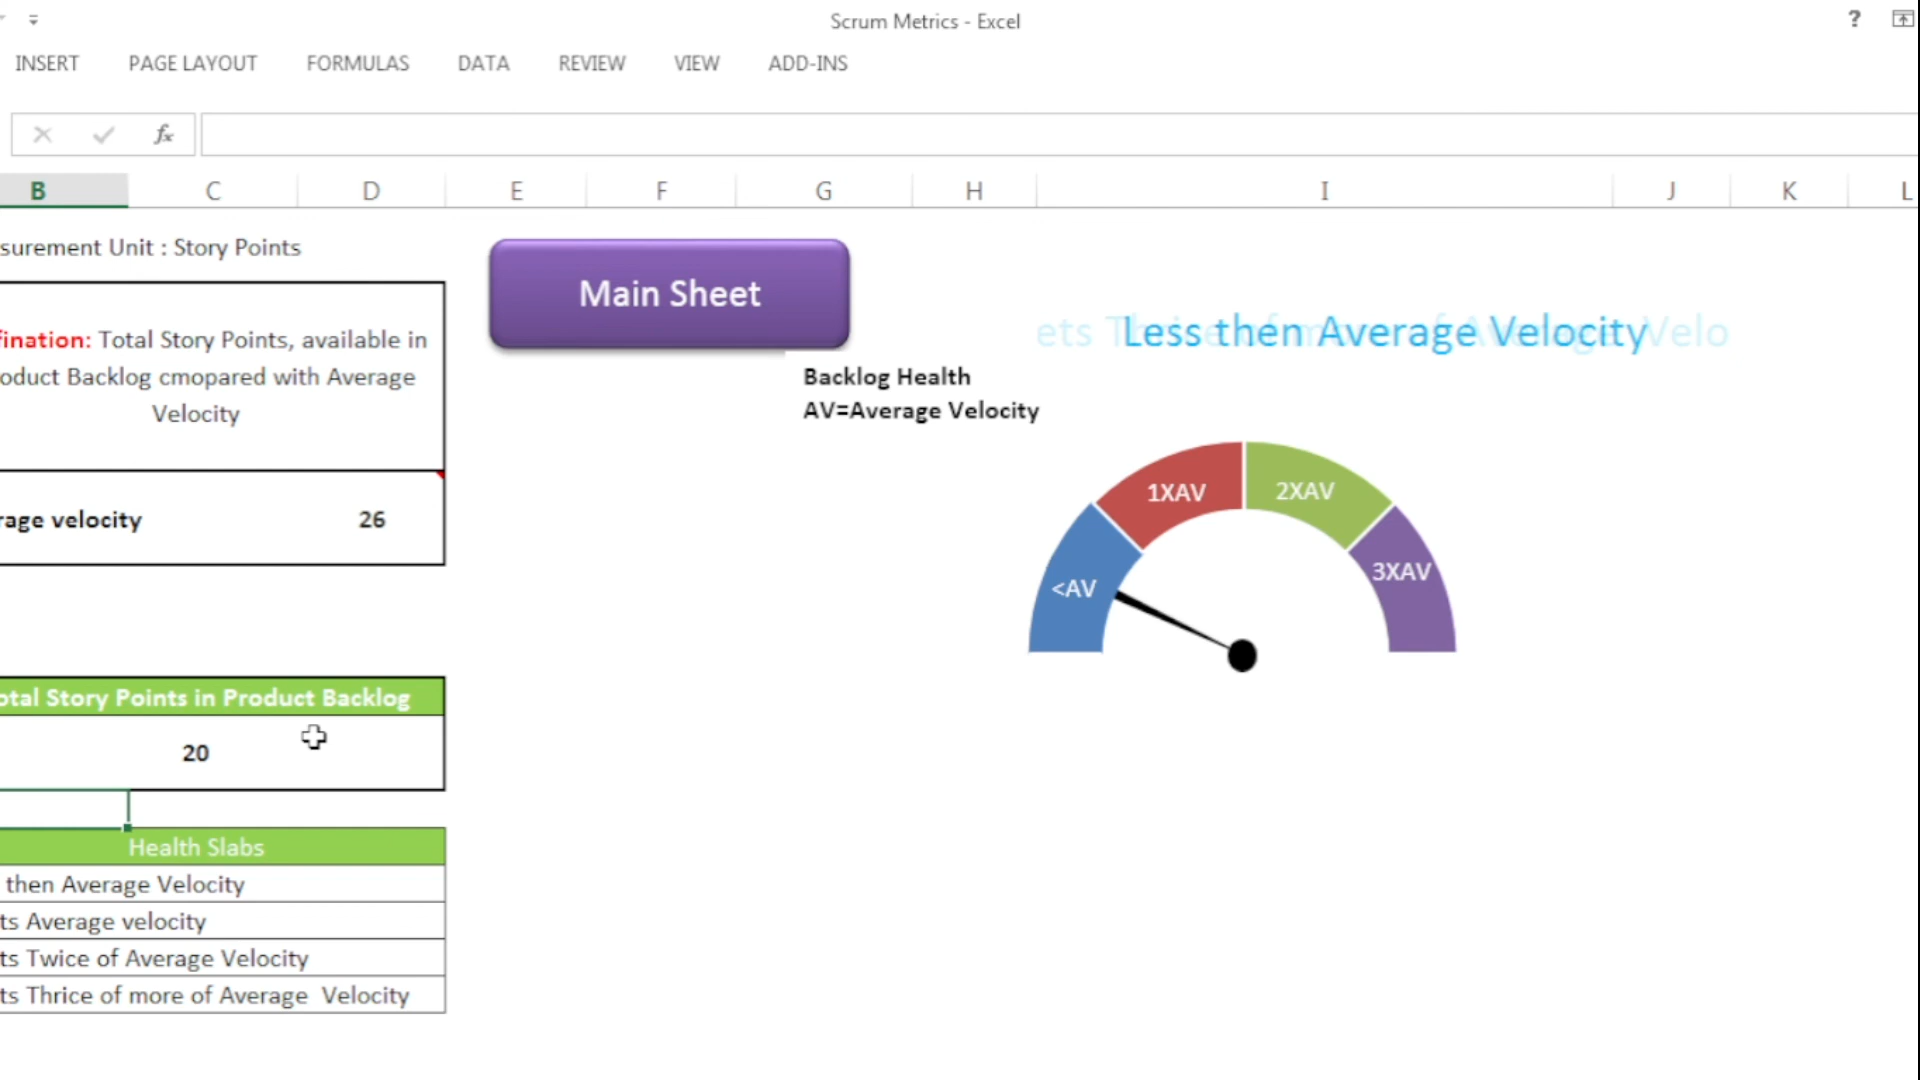 Scrum Metrics - Excel
?
INSERT PAGE LAYOUT FORMULAS DATA REVIEW VIEW ADD-INS
fx
B C D E F G H I J K L
surement Unit : Story Points
Main Sheet
fination: Total Story Points, available in
oduct Backlog cmopared with Average
Velocity
Less then Average Velocity
Backlog Health
AV=Average Velocity
rage velocity 26
<AV
1XAV
2XAV
3XAV
otal Story Points in Product Backlog
20
Health Slabs
then Average Velocity
ts Average velocity
ts Twice of Average Velocity
ts Thrice of more of Average Velocity